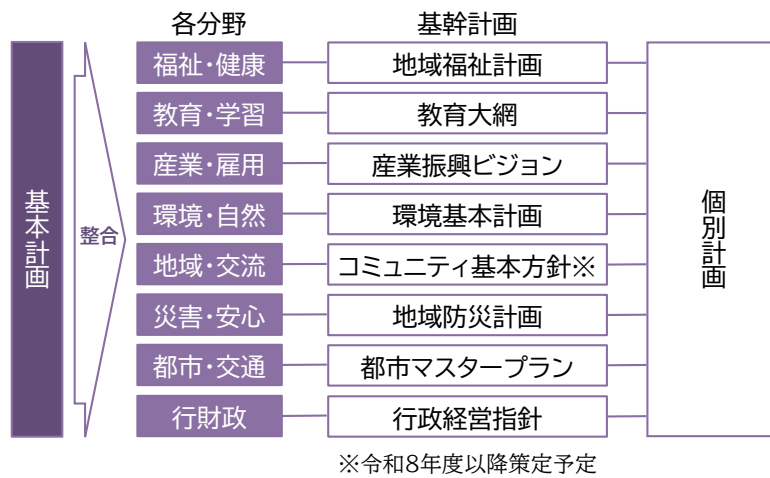 各分野
基幹計画
基本計画
整合
福祉・健康
地域福祉計画
教育・学習
教育大綱
産業・雇用
産業振興ビジョン
環境・自然
環境基本計画
地域・交流
コミュニティ基本方針※
災害・安心
地域防災計画
都市・交通
都市マスタープラン
行財政
行政経営指針
個別計画
※令和8年度以降策定予定